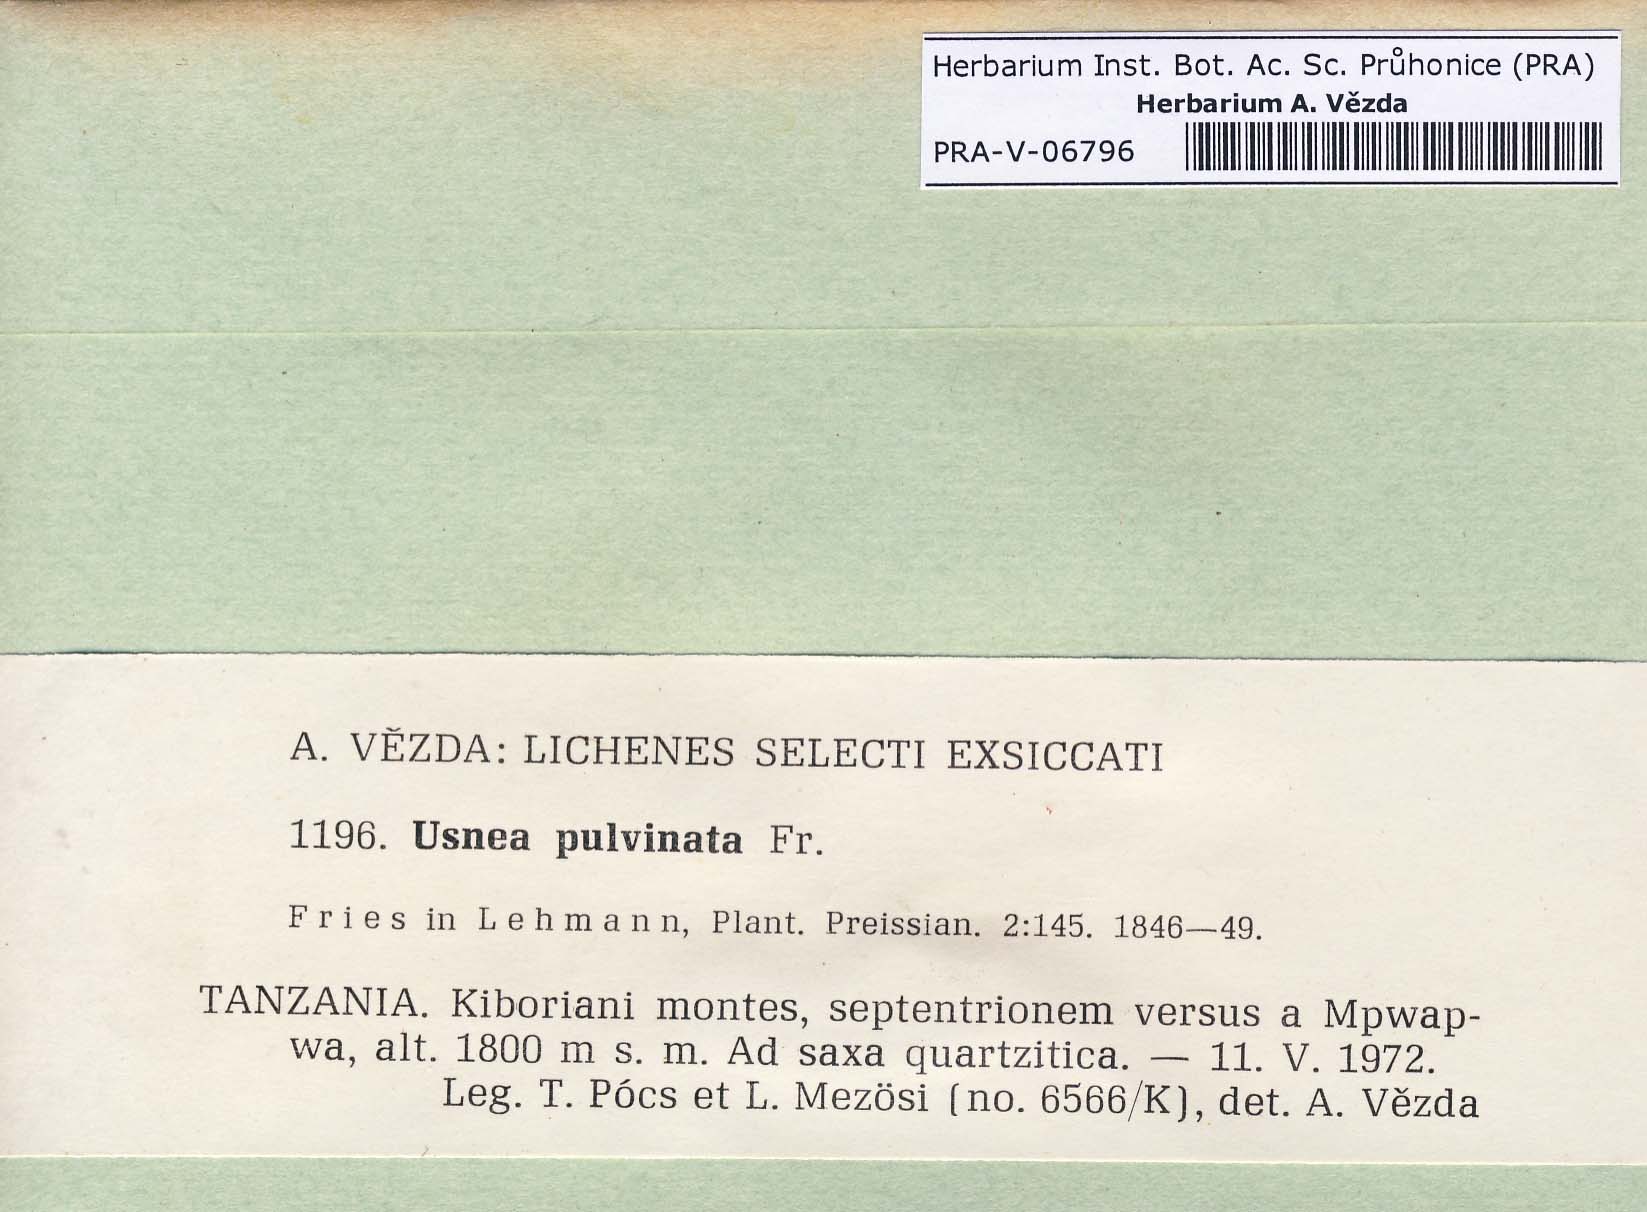 Herbarium Inst. Bot. Ac. Sc. Průhonice (PRA)
Herbarium A. Vězda
PRA-V-06796
A. VĚZDA: LICHENES SELECTI EXSICCATI
1196. Usnea pulvinata Fr.
Fries in Lehmann, Plant. Preissian. 2:145. 1846—49.
TANZANIA. Kiboriani montes, septentrionem versus a Mpwap-
wa, alt. 1800 m s. m. Ad saxa quartzitica. — 11. V. 1972.
Leg. T. Pócs et L. Mezösi (no. 6566/K), det. A. Vězda